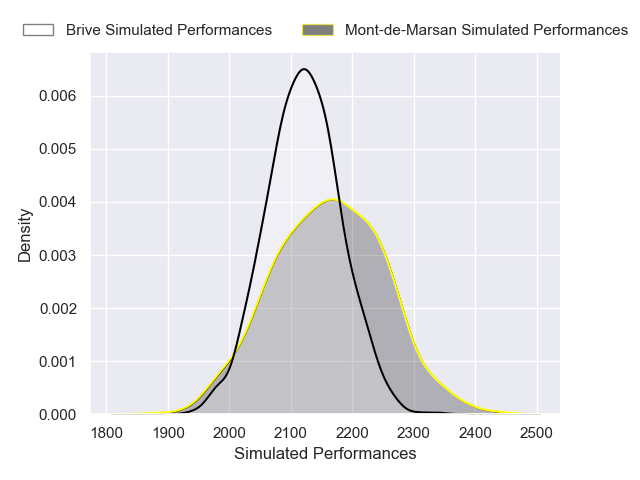 Brive Simulated Performances
Mont-de-Marsan Simulated Performances
0.006
0.005
0.004
0.003
0.002
0.001
0.000
Density
1800 1900 2000 2100 2200 2300 2400 2500
Simulated Performances